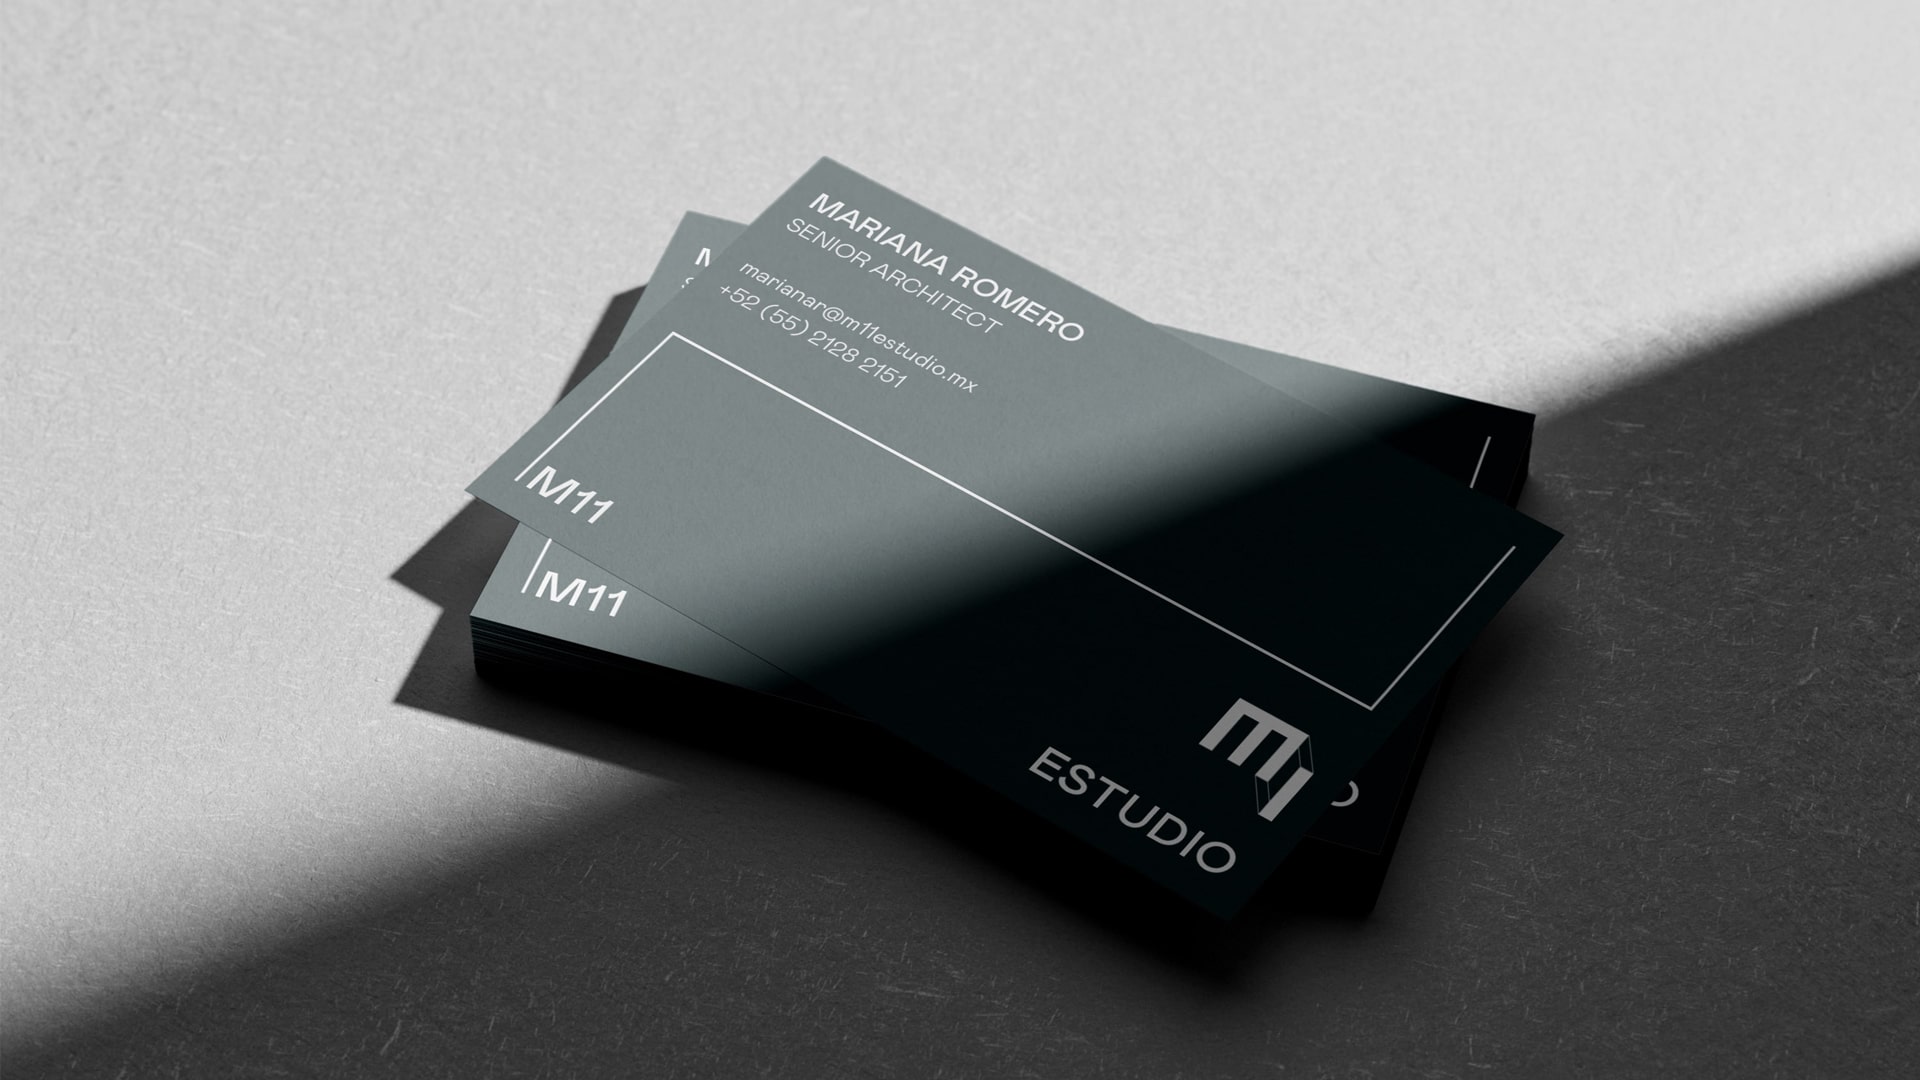 MARIANA ROMERO
SENIOR ARCHITECT
marianar@m11estudio.mx
+52 (55) 2128 2151
M11
ESTUDIO
M11